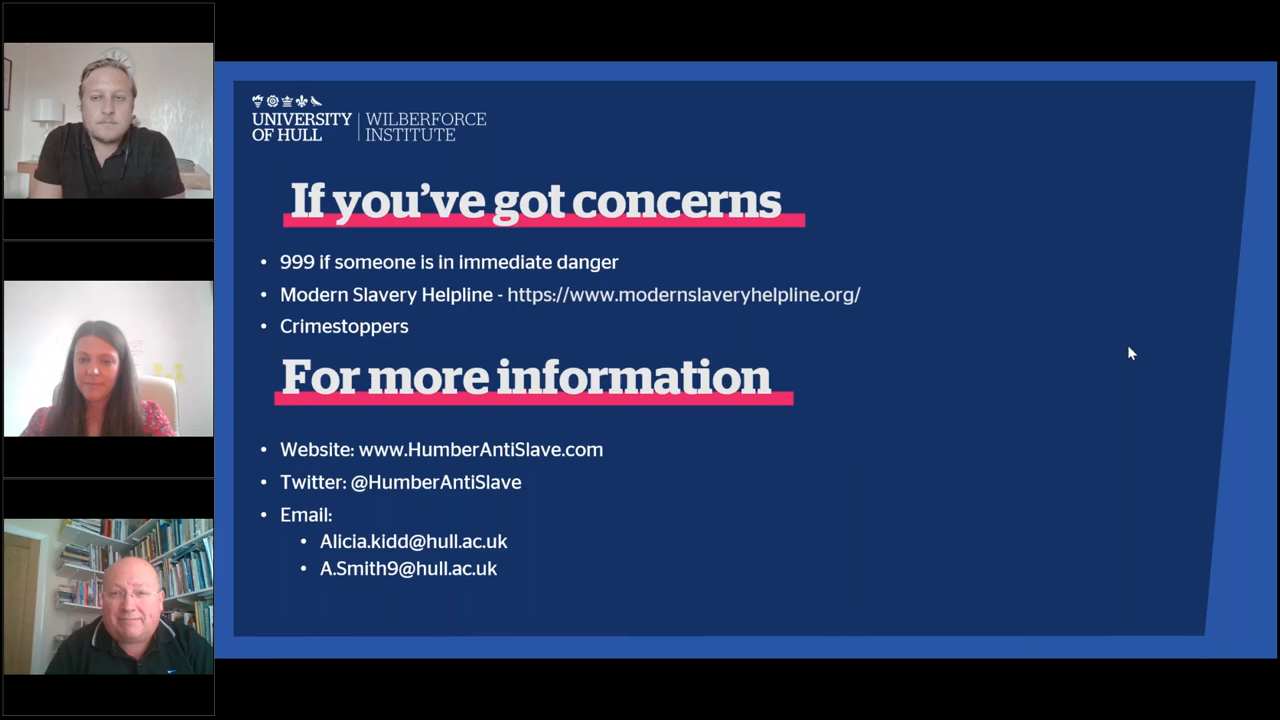 UNIVERSITY
OF HULL
WILBERFORCE
INSTITUTE
If you've got concerns
• 999 if someone is in immediate danger
• Modern Slavery Helpline - https://www.modernslaveryhelpline.org/
• Crimestoppers
For more information
• Website: www.HumberAntiSlave.com
• Twitter: @HumberAntiSlave
• Email:
• Alicia.kidd@hull.ac.uk
• A.Smith9@hull.ac.uk